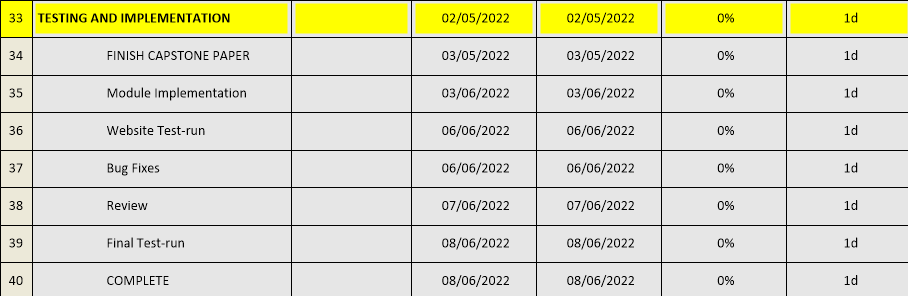 33 TESTING AND IMPLEMENTATION 02/05/2022 02/05/2022 0% 1d
34 FINISH CAPSTONE PAPER 03/05/2022 03/05/2022 0% 1d
35 Module Implementation 03/06/2022 03/06/2022 0% 1d
36 Website Test-run 06/06/2022 06/06/2022 0% 1d
37 Bug Fixes 06/06/2022 06/06/2022 0% 1d
38 Review 07/06/2022 07/06/2022 0% 1d
39 Final Test-run 08/06/2022 08/06/2022 0% 1d
40 COMPLETE 08/06/2022 08/06/2022 0% 1d